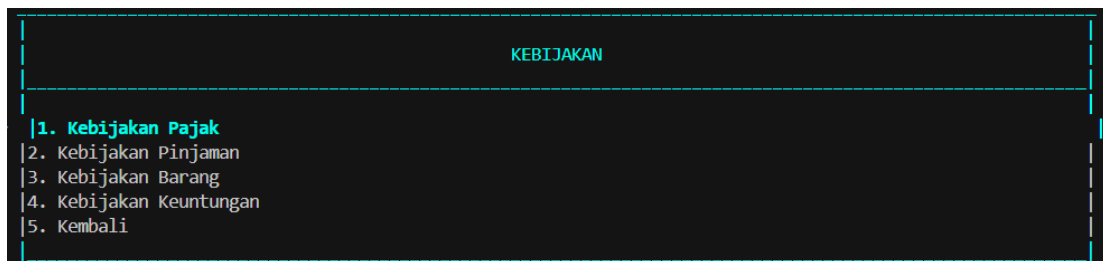 KEBIJAKAN
|1. Kebijakan Pajak |
|2. Kebijakan Pinjaman |
|3. Kebijakan Barang |
|4. Kebijakan Keuntungan |
|5. Kembali |